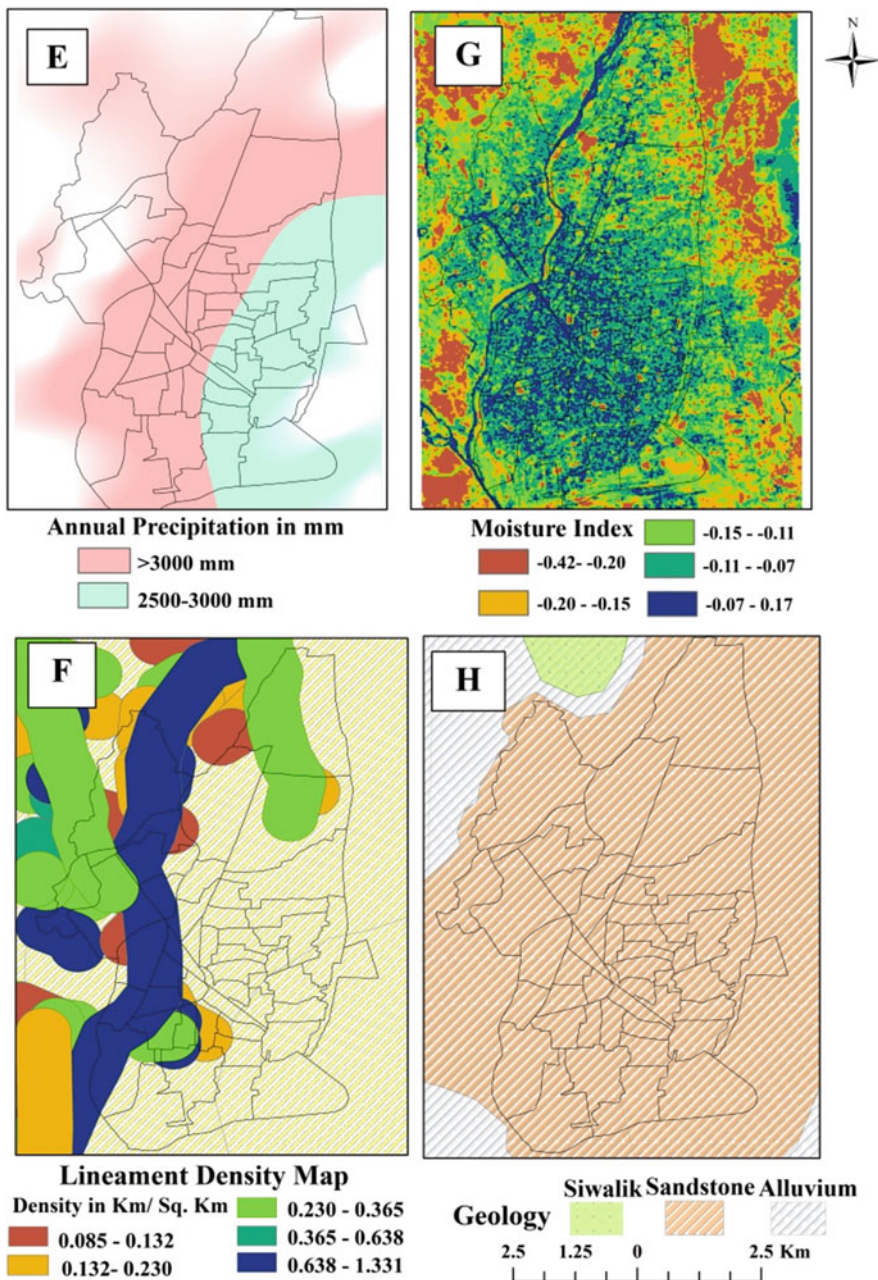 E
G
N
Annual Precipitation in mm
>3000 mm
2500-3000 mm
Moisture Index
-0.42- -0.20
-0.20 - -0.15
-0.15 - -0.11
-0.11 - -0.07
-0.07 - 0.17
F
H
Lineament Density Map
Density in Km/ Sq. Km
0.085 - 0.132
0.132- 0.230
0.230 - 0.365
0.365 - 0.638
0.638 - 1.331
Siwalik Sandstone Alluvium
Geology
2.5 1.25 0 2.5 Km